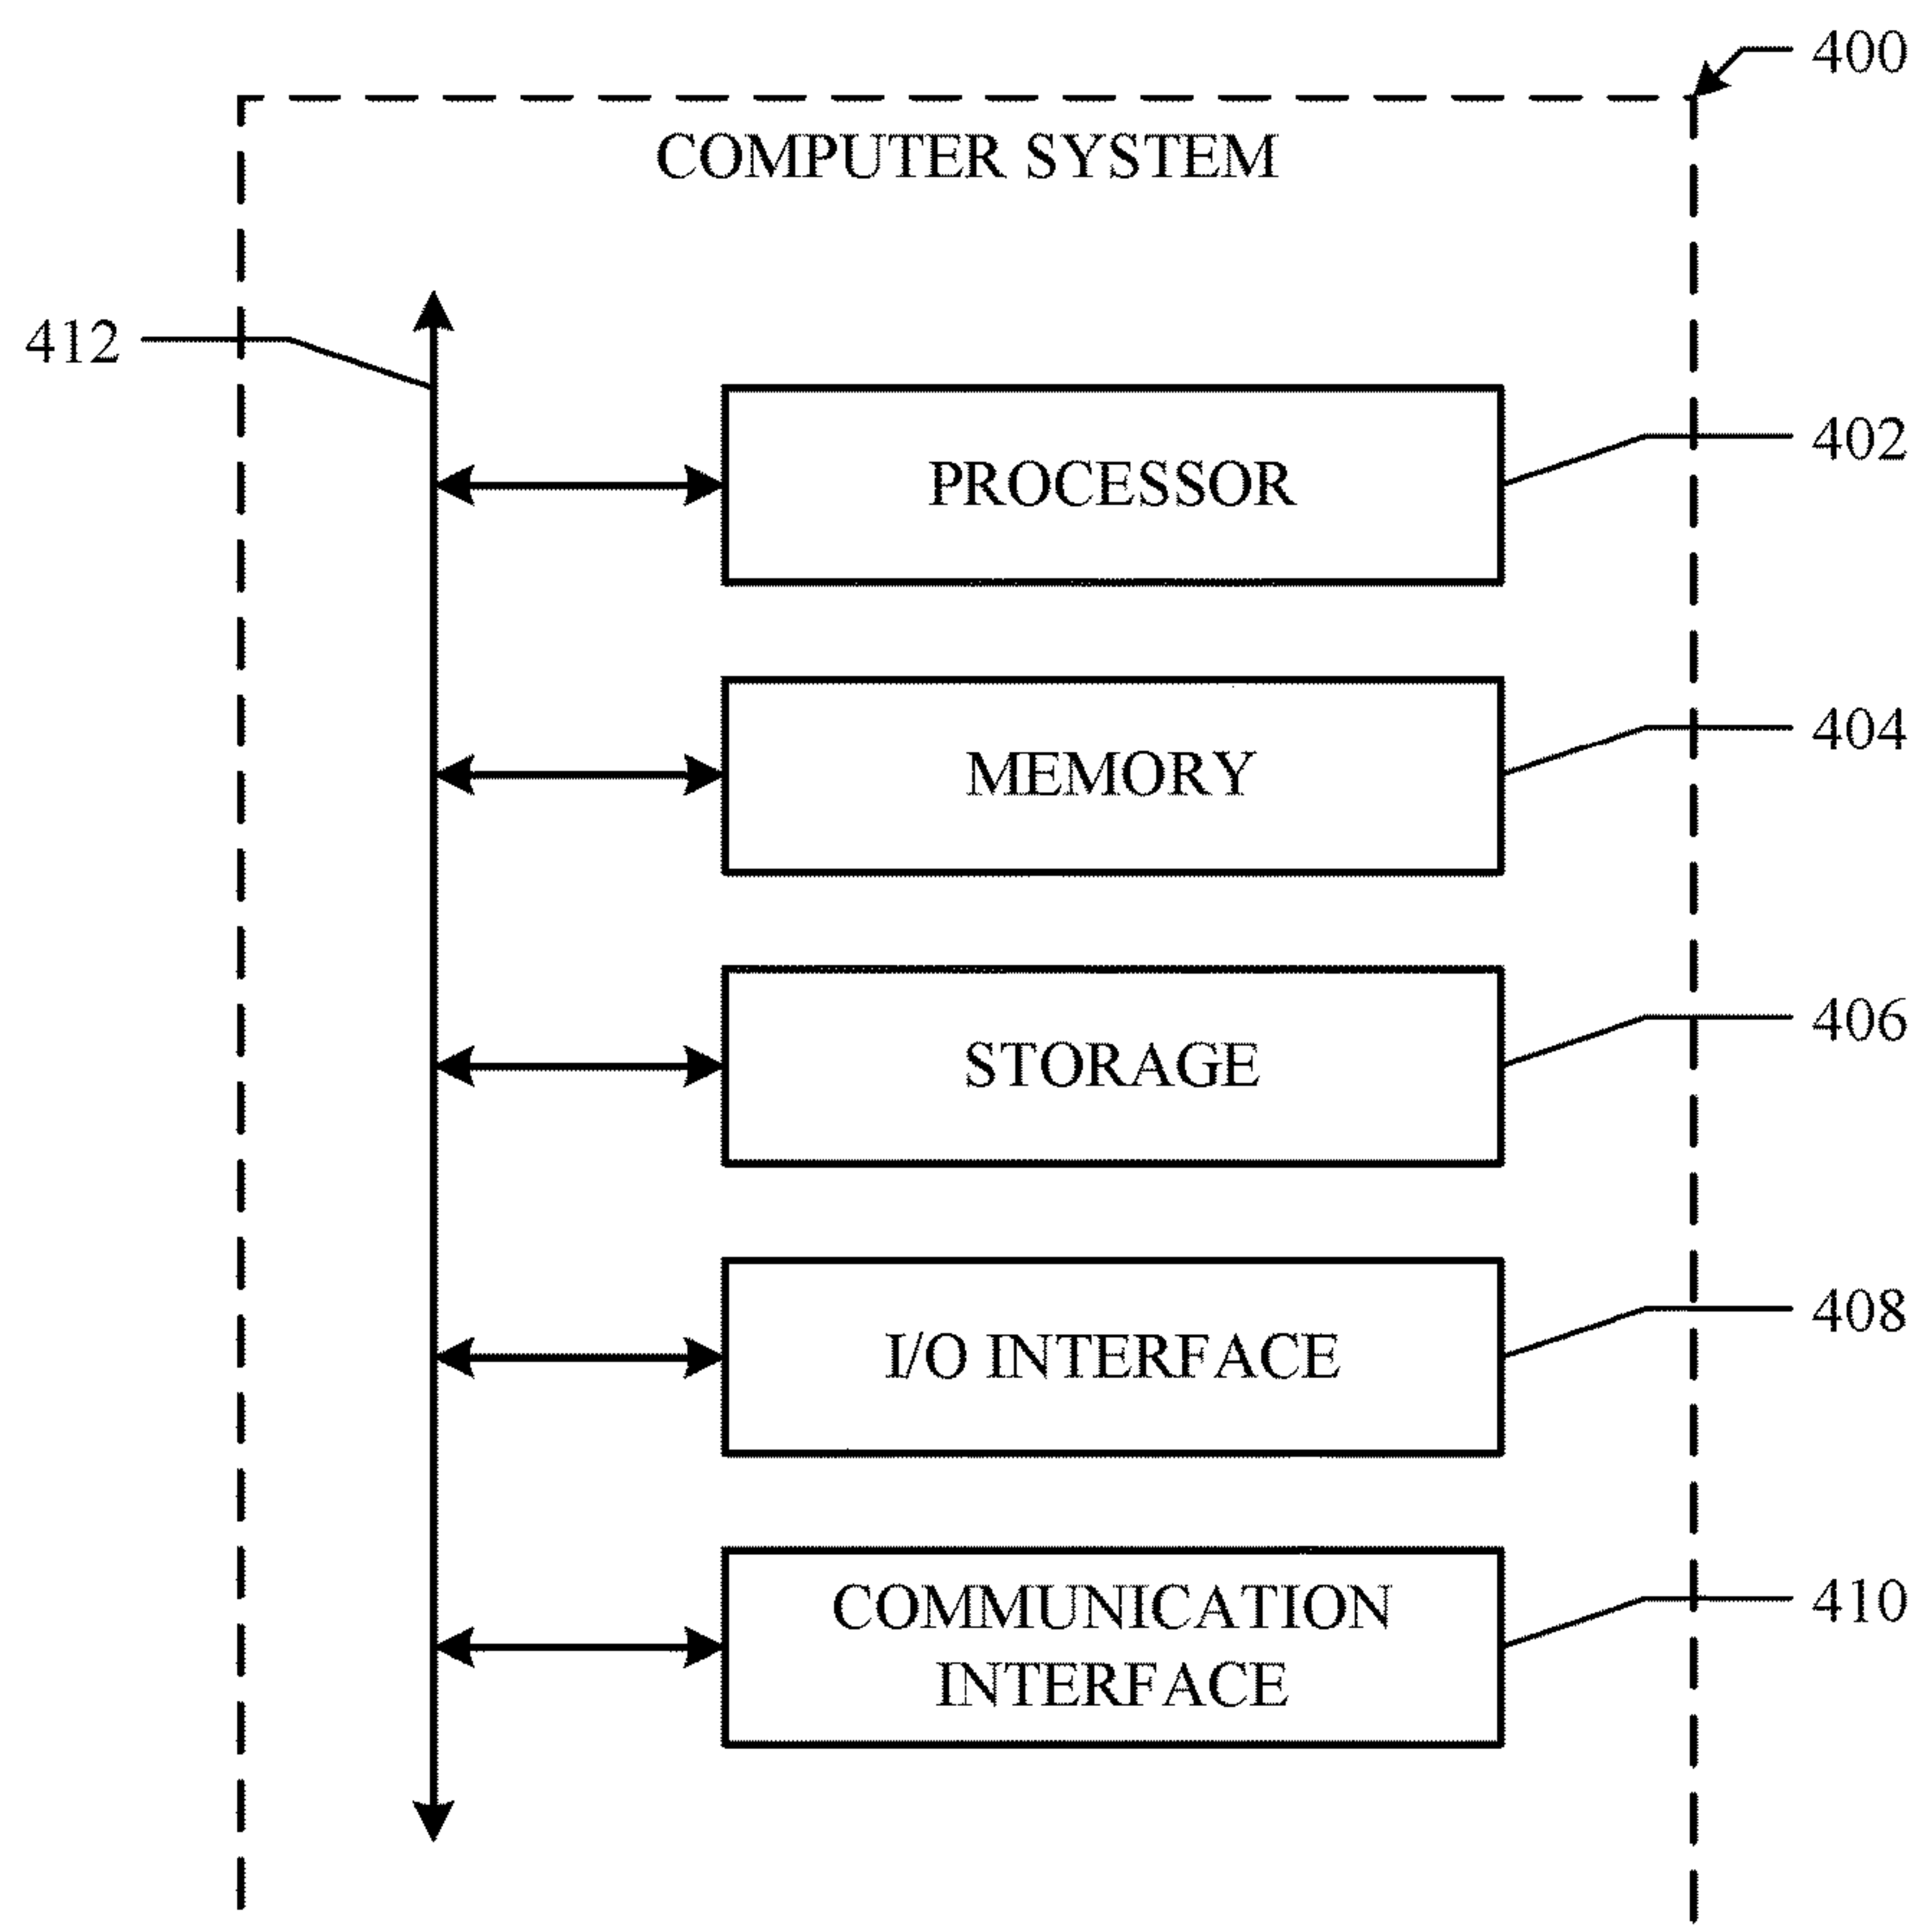 400
COMPUTER SYSTEM
412
402
PROCESSOR
404
MEMORY
406
STORAGE
408
I/O INTERFACE
410
COMMUNICATION
INTERFACE